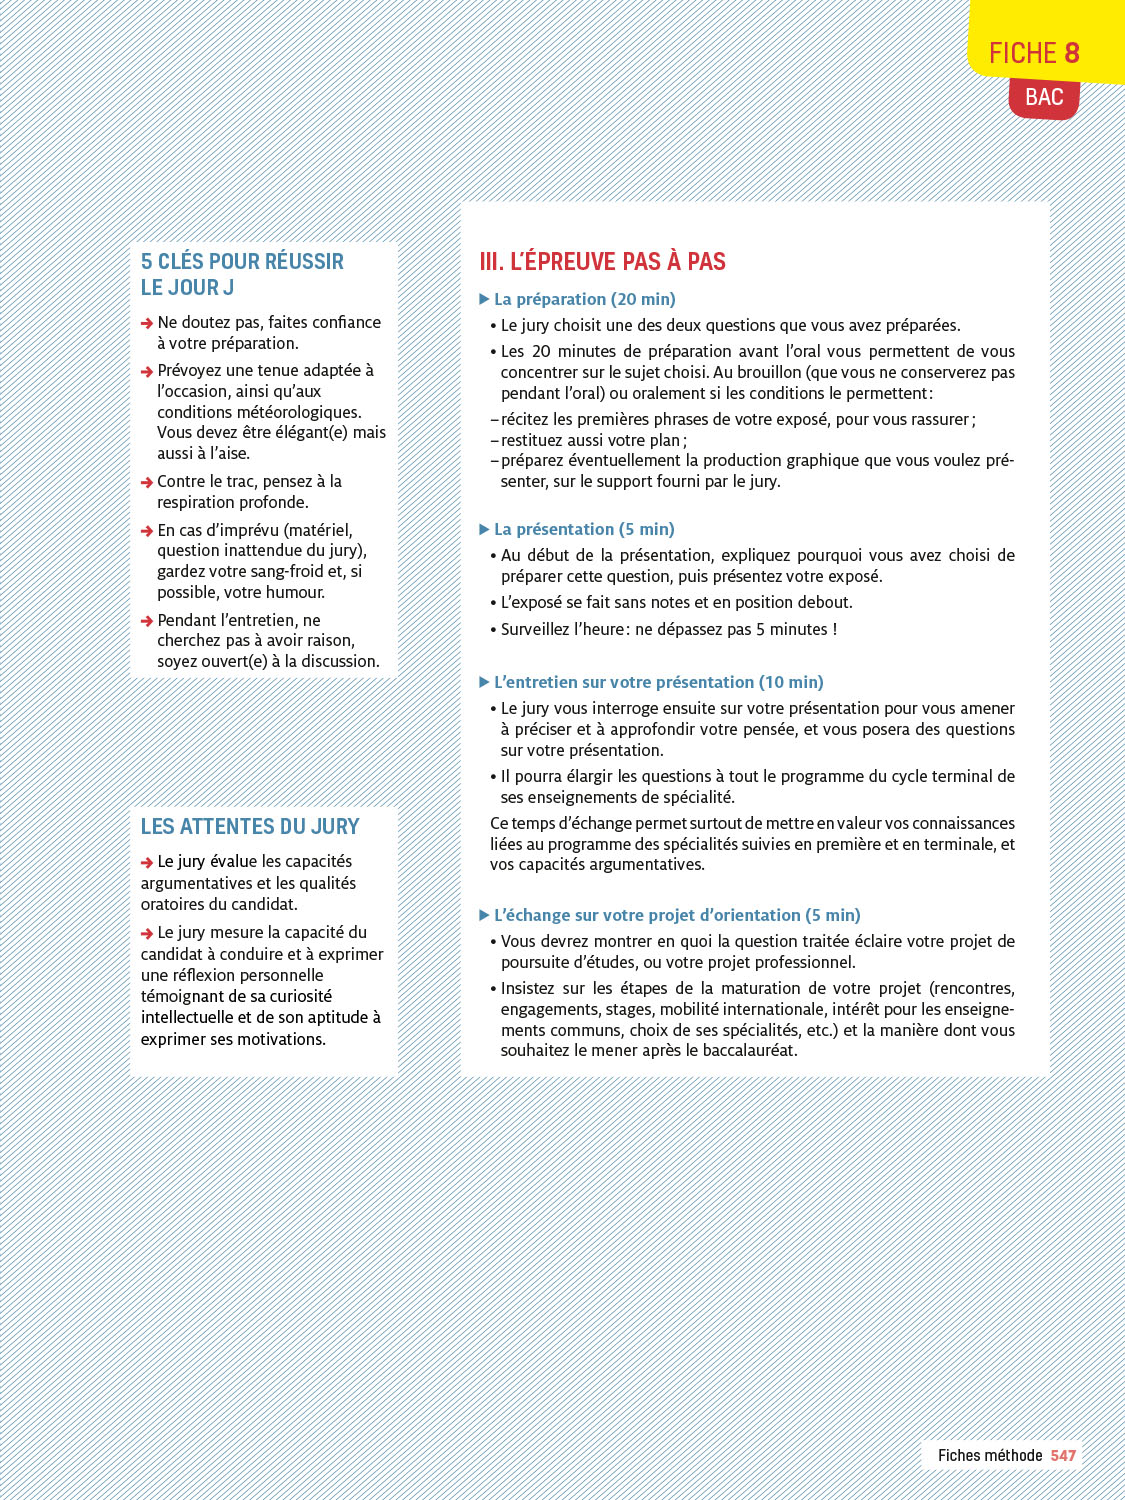 FICHE 8
BAC
5 CLÉS POUR RÉUSSIR
LE JOUR J
➔ Ne doutez pas, faites confiance
à votre préparation.
➔ Prévoyez une tenue adaptée à
l’occasion, ainsi qu’aux
conditions météorologiques.
Vous devez être élégant(e) mais
aussi à l’aise.
➔ Contre le trac, pensez à la
respiration profonde.
➔ En cas d’imprévu (matériel,
question inattendue du jury),
gardez votre sang-froid et, si
possible, votre humour.
➔ Pendant l’entretien, ne
cherchez pas à avoir raison,
soyez ouvert(e) à la discussion.
LES ATTENTES DU JURY
➔ Le jury évalue les capacités
argumentatives et les qualités
oratoires du candidat.
➔ Le jury mesure la capacité du
candidat à conduire et à exprimer
une réflexion personnelle
témoignant de sa curiosité
intellectuelle et de son aptitude à
exprimer ses motivations.
III. L’ÉPREUVE PAS À PAS
▶ La préparation (20 min)
• Le jury choisit une des deux questions que vous avez préparées.
• Les 20 minutes de préparation avant l’oral vous permettent de vous
concentrer sur le sujet choisi. Au brouillon (que vous ne conserverez pas
pendant l’oral) ou oralement si les conditions le permettent :
– récitez les premières phrases de votre exposé, pour vous rassurer ;
– restituez aussi votre plan ;
– préparez éventuellement la production graphique que vous voulez pré-
senter, sur le support fourni par le jury.
▶ La présentation (5 min)
• Au début de la présentation, expliquez pourquoi vous avez choisi de
préparer cette question, puis présentez votre exposé.
• L’exposé se fait sans notes et en position debout.
• Surveillez l’heure : ne dépassez pas 5 minutes !
▶ L’entretien sur votre présentation (10 min)
• Le jury vous interroge ensuite sur votre présentation pour vous amener
à préciser et à approfondir votre pensée, et vous posera des questions
sur votre présentation.
• Il pourra élargir les questions à tout le programme du cycle terminal de
ses enseignements de spécialité.
Ce temps d’échange permet surtout de mettre en valeur vos connaissances
liées au programme des spécialités suivies en première et en terminale, et
vos capacités argumentatives.
▶ L’échange sur votre projet d’orientation (5 min)
• Vous devrez montrer en quoi la question traitée éclaire votre projet de
poursuite d’études, ou votre projet professionnel.
• Insistez sur les étapes de la maturation de votre projet (rencontres,
engagements, stages, mobilité internationale, intérêt pour les enseigne-
ments communs, choix de ses spécialités, etc.) et la manière dont vous
souhaitez le mener après le baccalauréat.
Fiches méthode 547